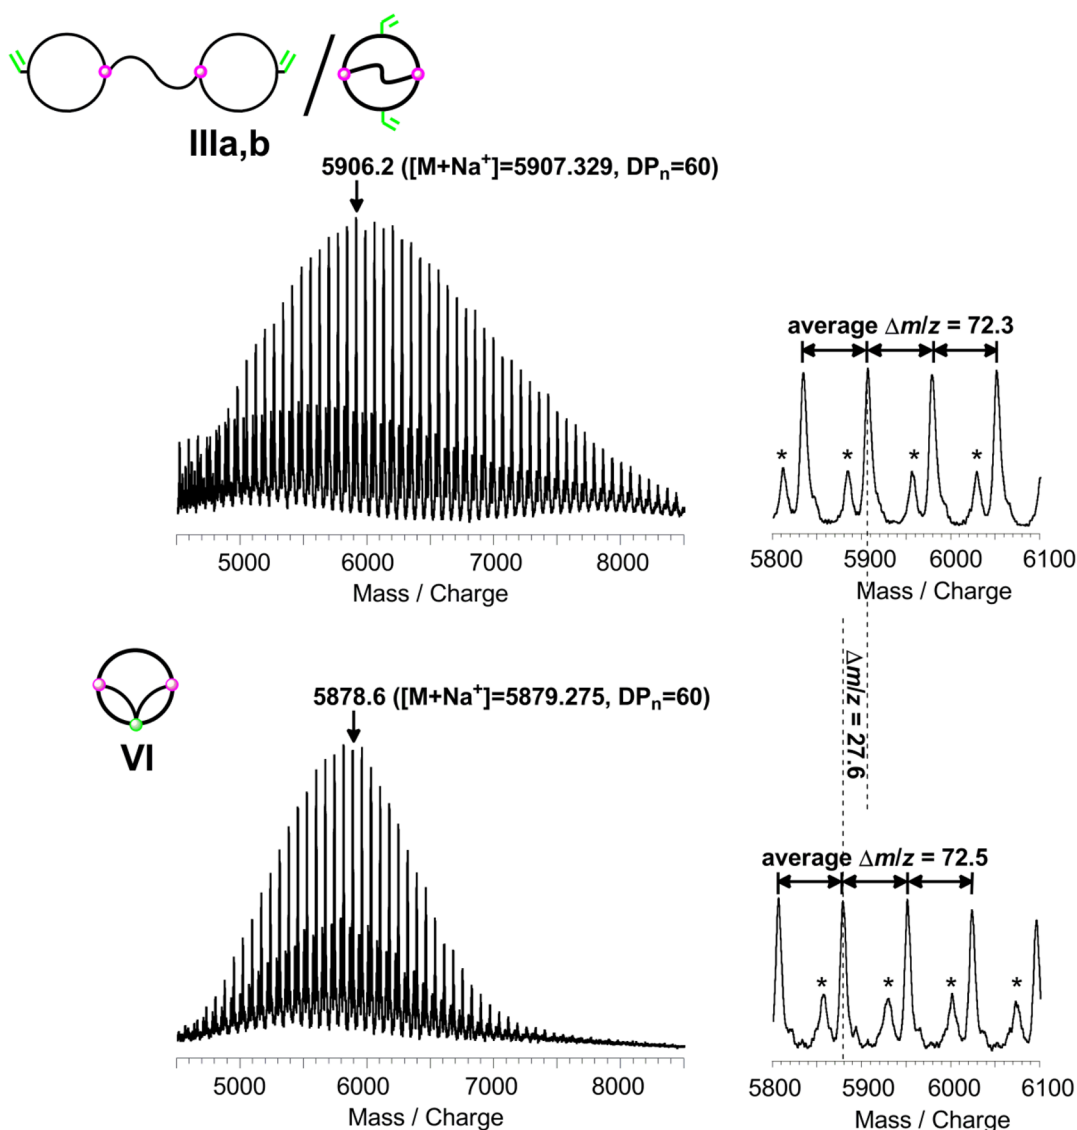 IIIa,b
5906.2 ([M+Na⁺]=5907.329, DPₙ=60)
average Δm/z = 72.3
* * * *
5000 6000 7000 8000
Mass / Charge
5800 5900 6000 6100
Mass / Charge
Δm/z = 27.6
VI
5878.6 ([M+Na⁺]=5879.275, DPₙ=60)
average Δm/z = 72.5
* * * *
5000 6000 7000 8000
Mass / Charge
5800 5900 6000 6100
Mass / Charge